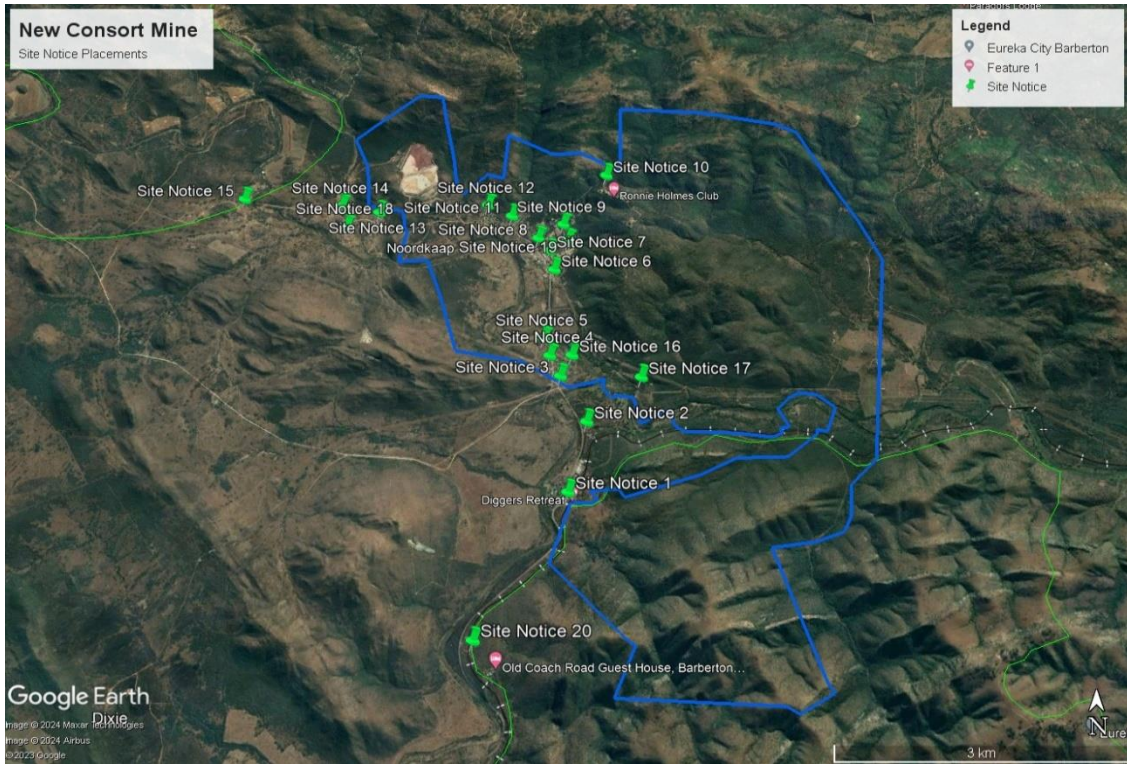 Paradors Lodge
New Consort Mine
Site Notice Placements
Legend
Eureka City Barberton
Feature 1
Site Notice
Site Notice 10
Ronnie Holmes Club
Site Notice 15
Site Notice 14
Site Notice 12
Site Notice 18
Site Notice 11
Site Notice 9
Site Notice 13
Site Notice 8
Noordkaap
Site Notice 19
Site Notice 7
Site Notice 6
Site Notice 5
Site Notice 4
Site Notice 16
Site Notice 3
Site Notice 17
Site Notice 2
Site Notice 1
Diggers Retreat
Site Notice 20
Old Coach Road Guest House, Barberton...
Google Earth
Dixie
Image © 2024 Maxar Technologies
Image © 2024 Airbus
©2023 Google
N
3 km